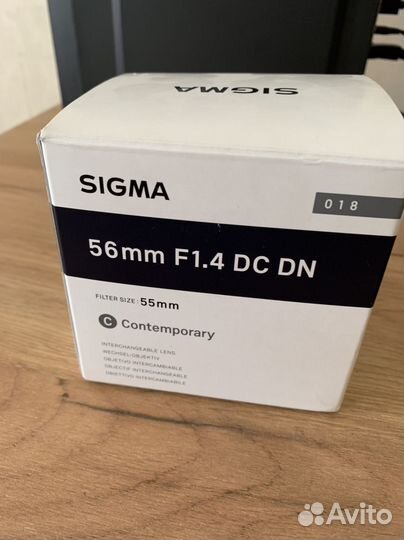 SIGMA
SIGMA
018
56mm F1.4 DC DN
FILTER SIZE : 55mm
C Contemporary
INTERCHANGEABLE LENS
WECHSEL-OBJEKTIV
OBJETIVO INTERCAMBIABLE
OBJECTIF INTERCHANGEABLE
OBIETTIVO INTERCAMBIABILE
Avito